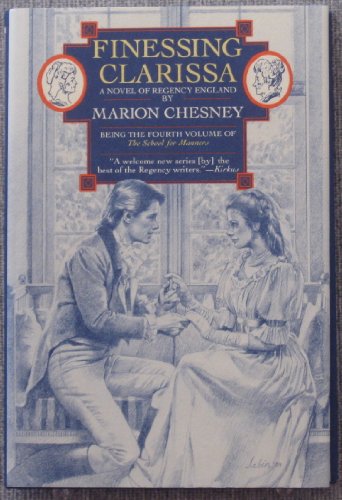 FINESSING
CLARISSA
A NOVEL OF REGENCY ENGLAND
BY
MARION CHESNEY
BEING THE FOURTH VOLUME OF
The School for Manners
"A welcome new series [by] the
best of the Regency writers."—Kirkus